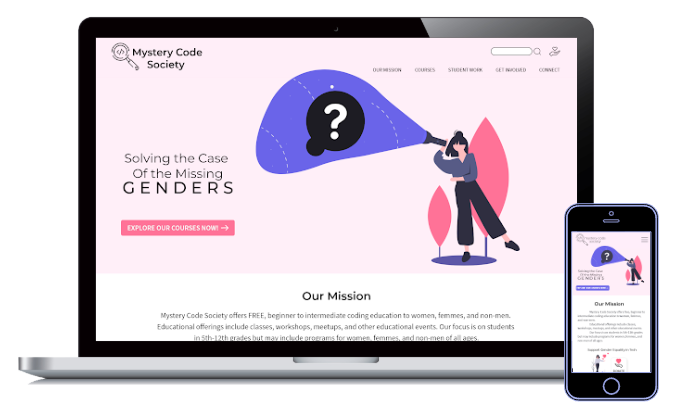 Mystery Code
Society
OUR MISSION COURSES STUDENT WORK GET INVOLVED CONNECT
?
Solving the Case
Of the Missing
GENDERS
EXPLORE OUR COURSES NOW!
Our Mission
Mystery Code Society offers FREE, beginner to intermediate coding education to women, femmes, and non-men.
Educational offerings include classes, workshops, meetups, and other educational events. Our focus is on students
in 5th-12th grades but may include programs for women, femmes, and non-men of all ages.
Mystery Code
Society
?
Solving the Case
Of the Missing
GENDERS
Our Mission